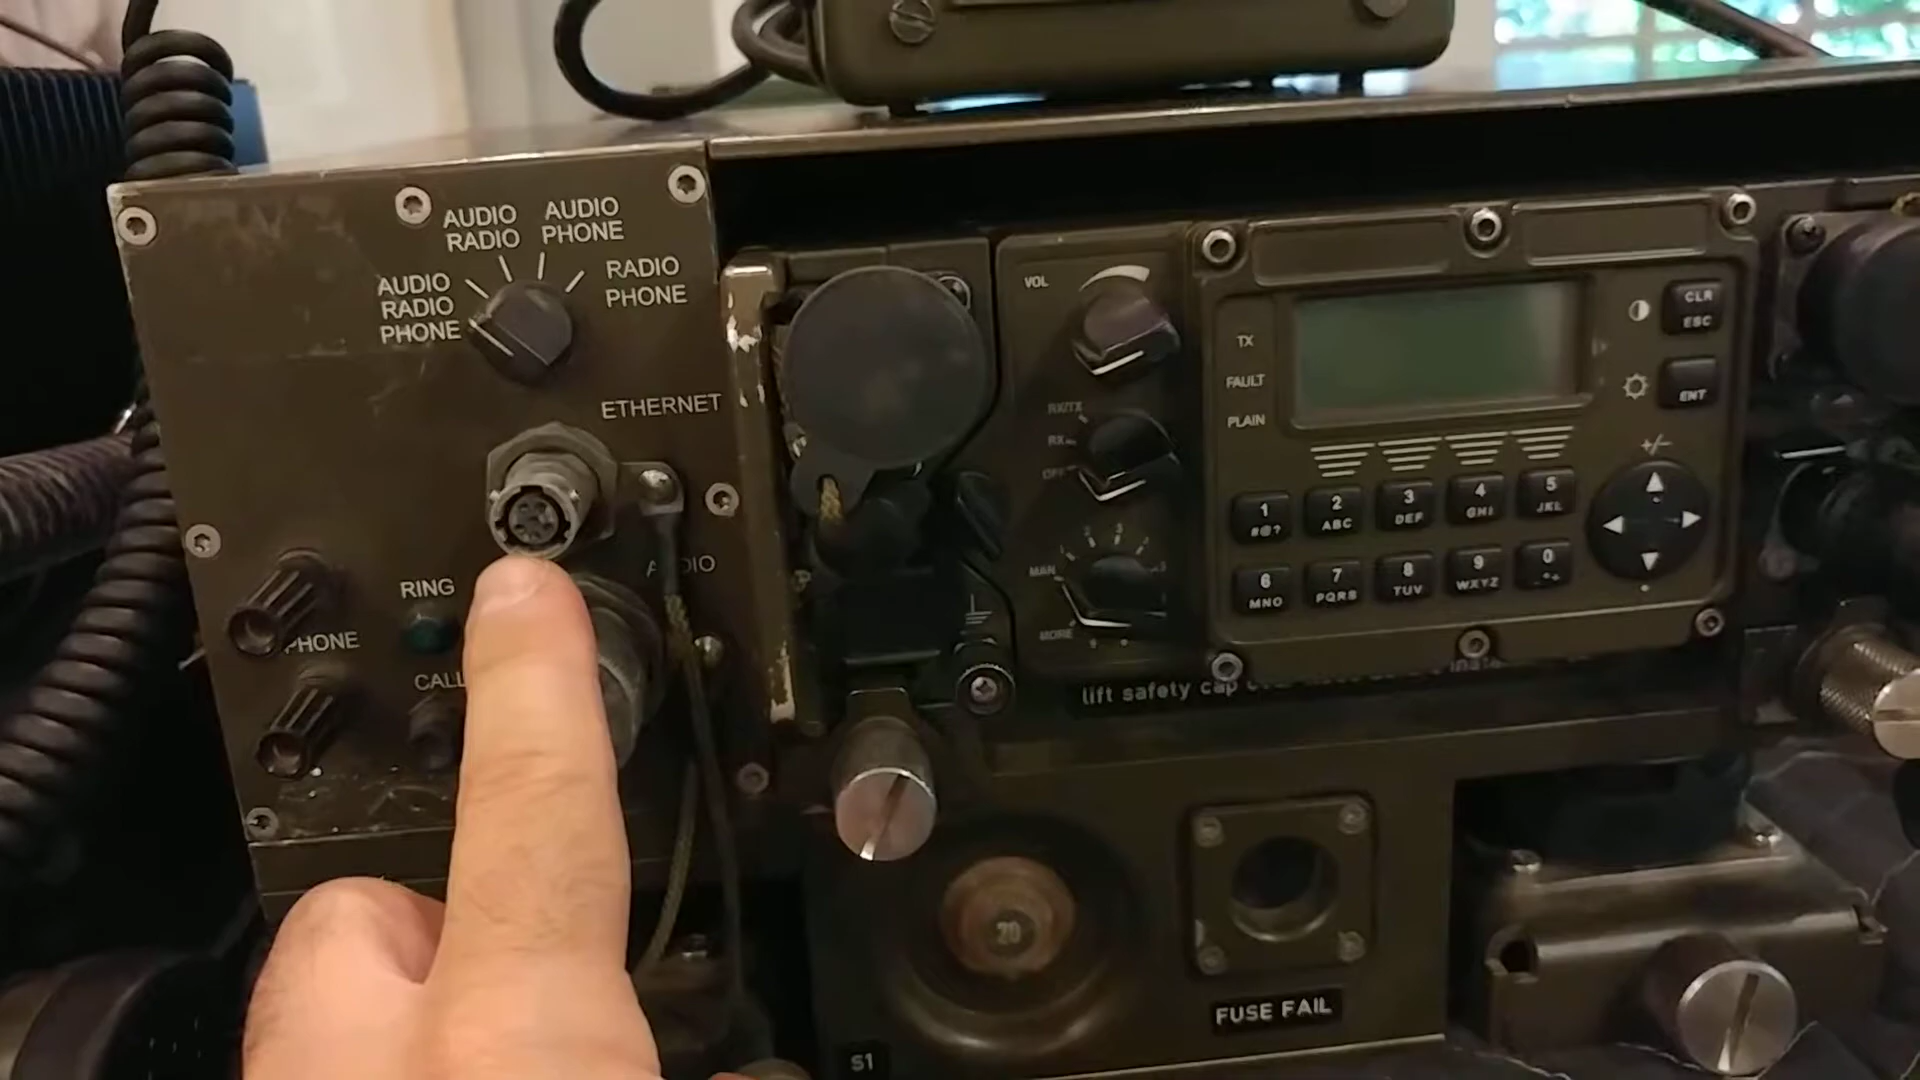 AUDIO
RADIO
AUDIO
PHONE
AUDIO
RADIO
PHONE
RADIO
PHONE
ETHERNET
RING
PHONE
CALL
VOL
RX/TX
RX
OFF
MAN
2
3
MORE
TX
FAULT
PLAIN
CLR
ESC
ENT
+/-
1
#@?
2
ABC
3
DEF
4
GHI
5
JKL
6
MNO
7
PQRS
8
TUV
9
WXYZ
0
lift safety cap
20
FUSE FAIL
S1